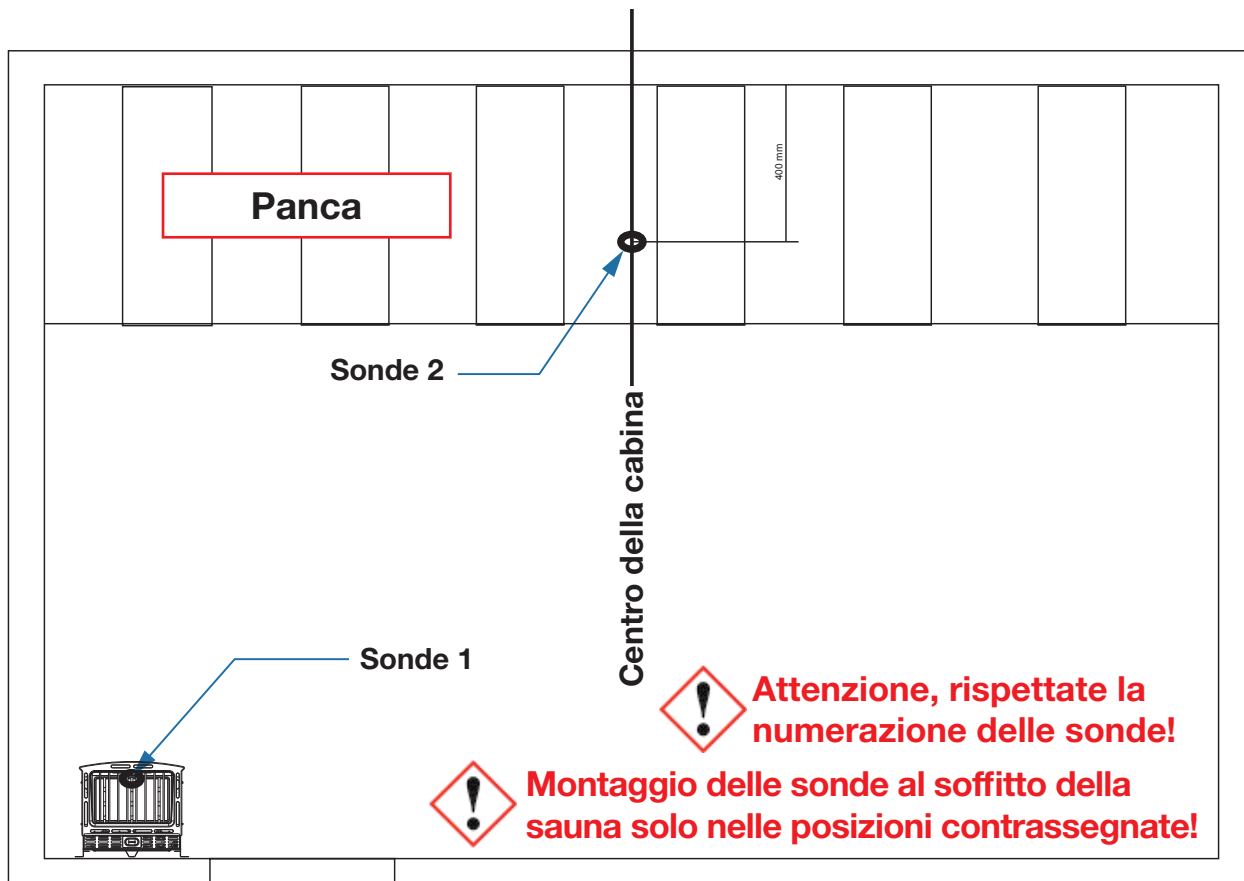 400 mm
Panca
Sonde 2
Centro della cabina
Sonde 1
Attenzione, rispettate la
numerazione delle sonde!
Montaggio delle sonde al soffitto della
sauna solo nelle posizioni contrassegnate!